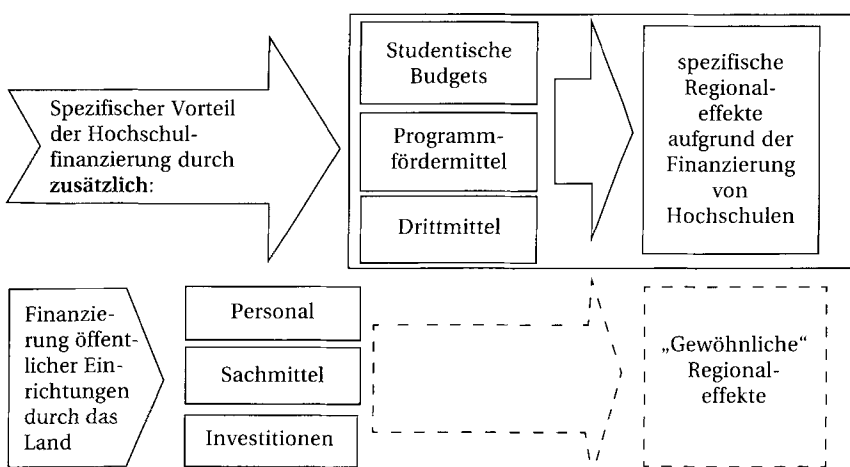 Spezifischer Vorteil
der Hochschul-
finanzierung durch
zusätzlich:
Studentische
Budgets
Programm-
fördermittel
Drittmittel
spezifische
Regional-
effekte
aufgrund der
Finanzierung
von
Hochschulen
Finanzie-
rung öffent-
licher Ein-
richtungen
durch das
Land
Personal
Sachmittel
Investitionen
„Gewöhnliche“
Regional-
effekte